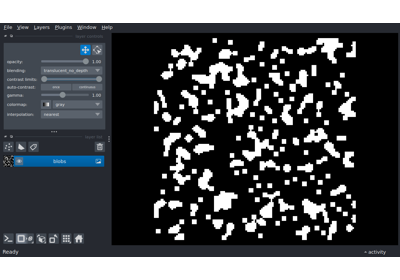 File View Layers Plugins Window Help
opacity: 1.00
blending: translucent_no_depth
contrast limits:
auto-contrast: once continuous
gamma: 1.00
colormap: gray
interpolation: nearest
blobs
Ready activity